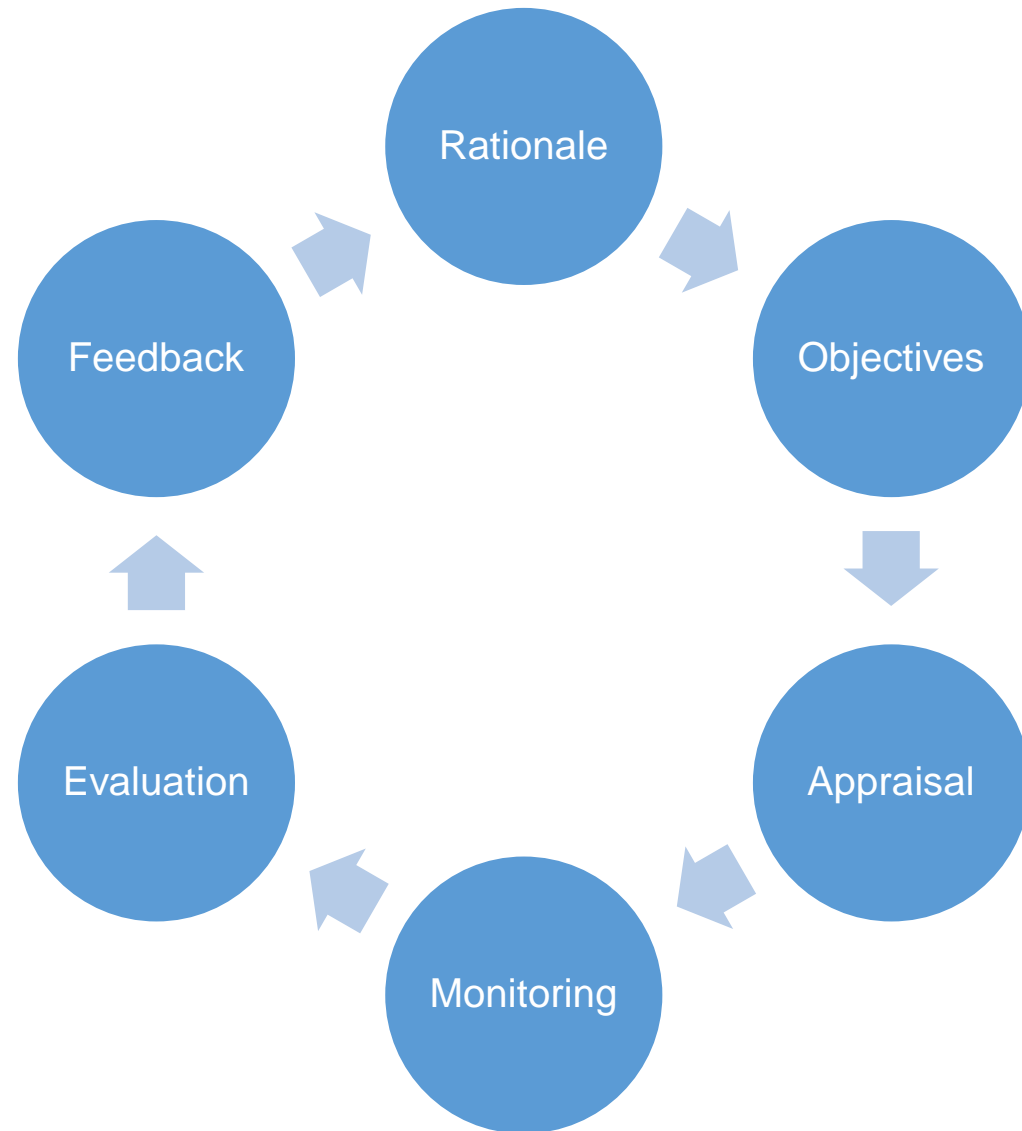 Rationale
Objectives
Appraisal
Monitoring
Evaluation
Feedback